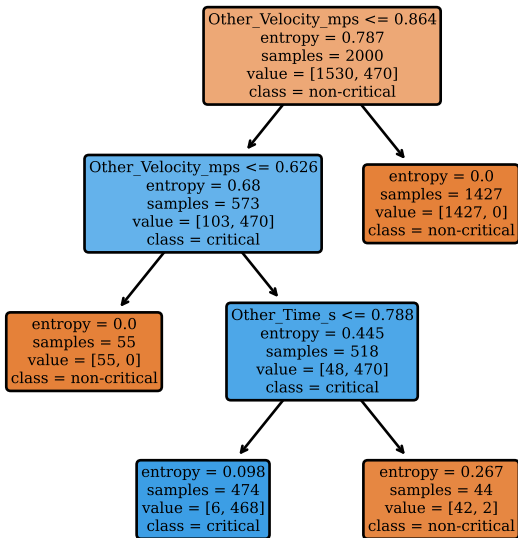 Other_Velocity_mps <= 0.864
entropy = 0.787
samples = 2000
value = [1530, 470]
class = non-critical
Other_Velocity_mps <= 0.626
entropy = 0.68
samples = 573
value = [103, 470]
class = critical
entropy = 0.0
samples = 1427
value = [1427, 0]
class = non-critical
entropy = 0.0
samples = 55
value = [55, 0]
class = non-critical
Other_Time_s <= 0.788
entropy = 0.445
samples = 518
value = [48, 470]
class = critical
entropy = 0.098
samples = 474
value = [6, 468]
class = critical
entropy = 0.267
samples = 44
value = [42, 2]
class = non-critical